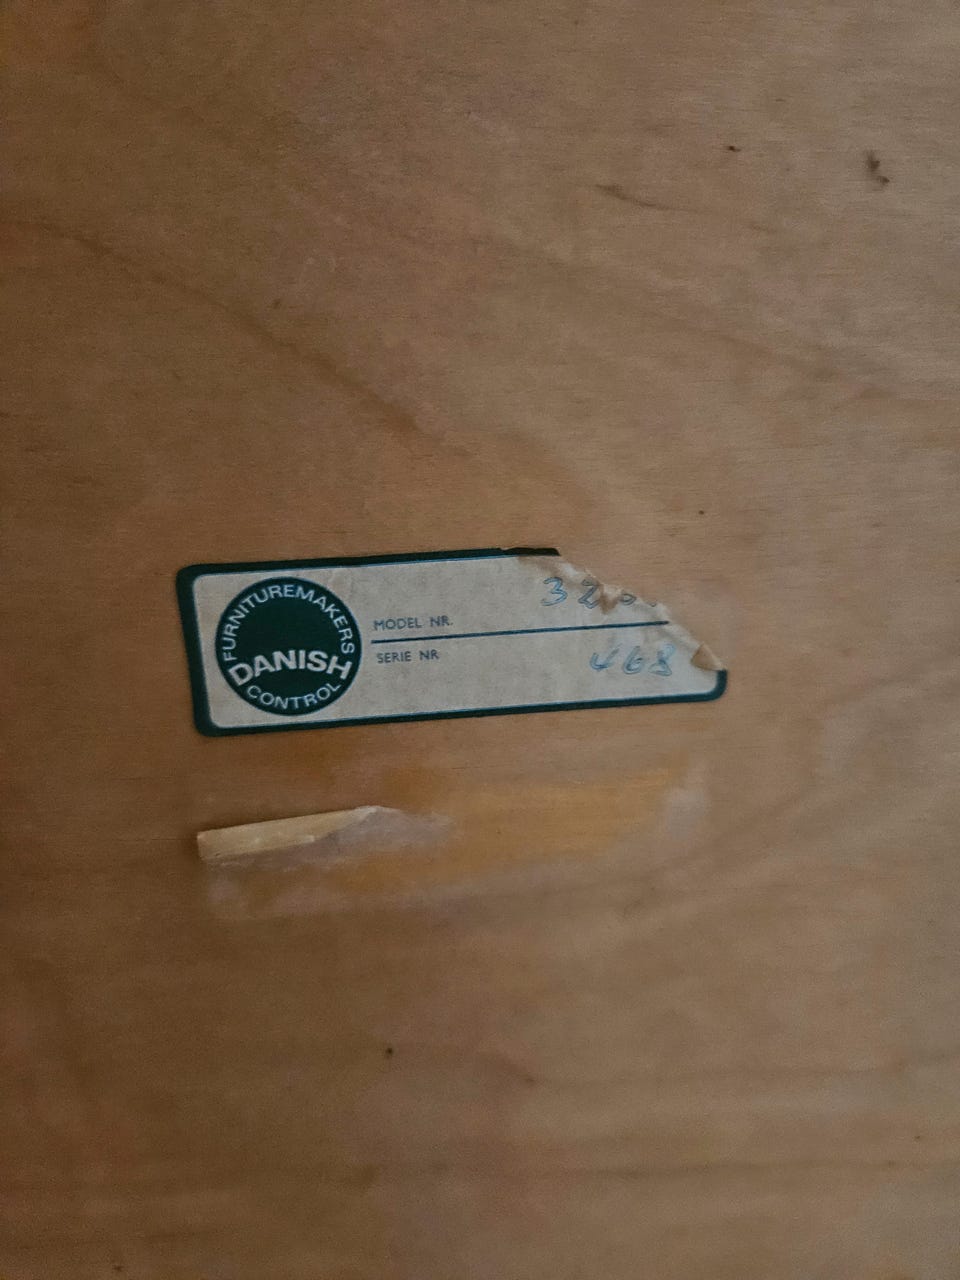 FURNITUREMAKERS
DANISH
CONTROL
MODEL NR.
SERIE NR 468